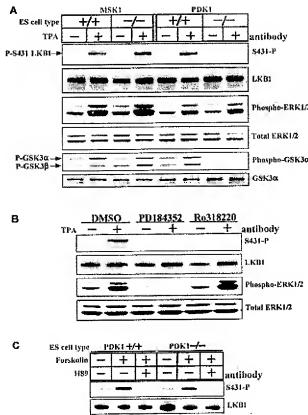 A
MSK1 PDK1
ES cell type +/+ −/− +/+ −/−
TPA − + − + − + − + antibody
P-S431 LKB1 S431-P
LKB1
Phospho-ERK1/2
Total ERK1/2
P-GSK3α Phospho-GSK3α
P-GSK3β
GSK3α
B
DMSO PD184352 Ro318220
TPA − + − + − + antibody
S431-P
LKB1
Phospho-ERK1/2
Total ERK1/2
C
ES cell type PDK1 +/+ PDK1−/−
Forskolin − + + − + +
H89 − − + − − + antibody
S431-P
LKB1